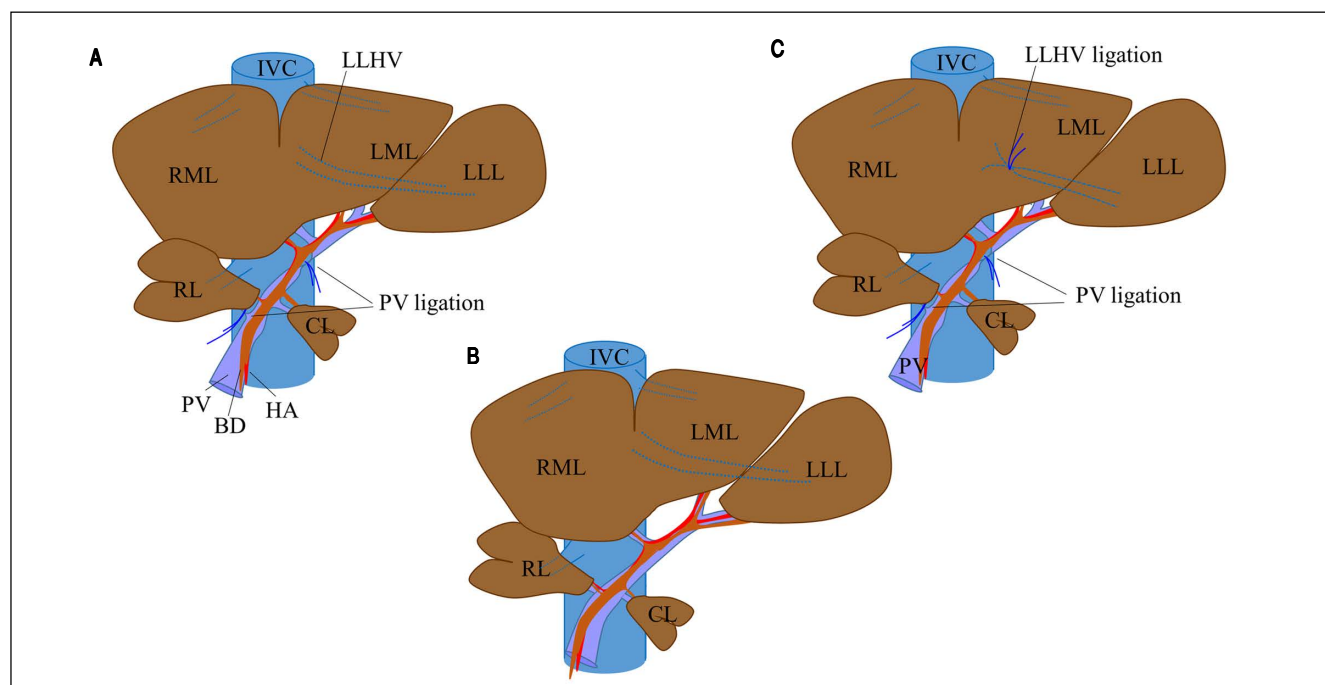 A
IVC
LLHV
RML
LML
LLL
RL
CL
PV ligation
PV
BD
HA
B
IVC
RML
LML
LLL
RL
CL
C
IVC
LLHV ligation
RML
LML
LLL
RL
CL
PV ligation
PV